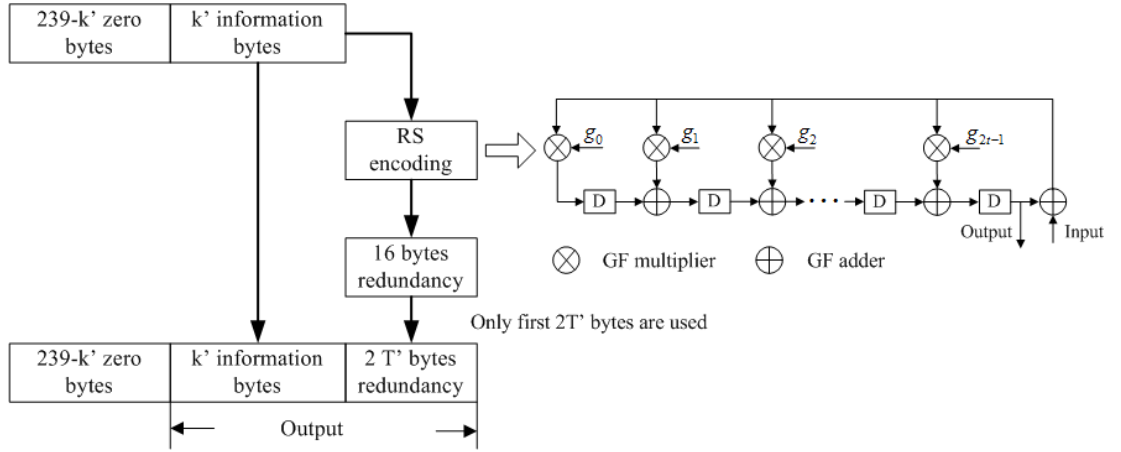 239-k’ zero
bytes
k’ information
bytes
RS
encoding
g0
g1
g2
g2t−1
D
D
D
D
Output
Input
GF multiplier
GF adder
16 bytes
redundancy
Only first 2T’ bytes are used
239-k’ zero
bytes
k’ information
bytes
2 T’ bytes
redundancy
Output